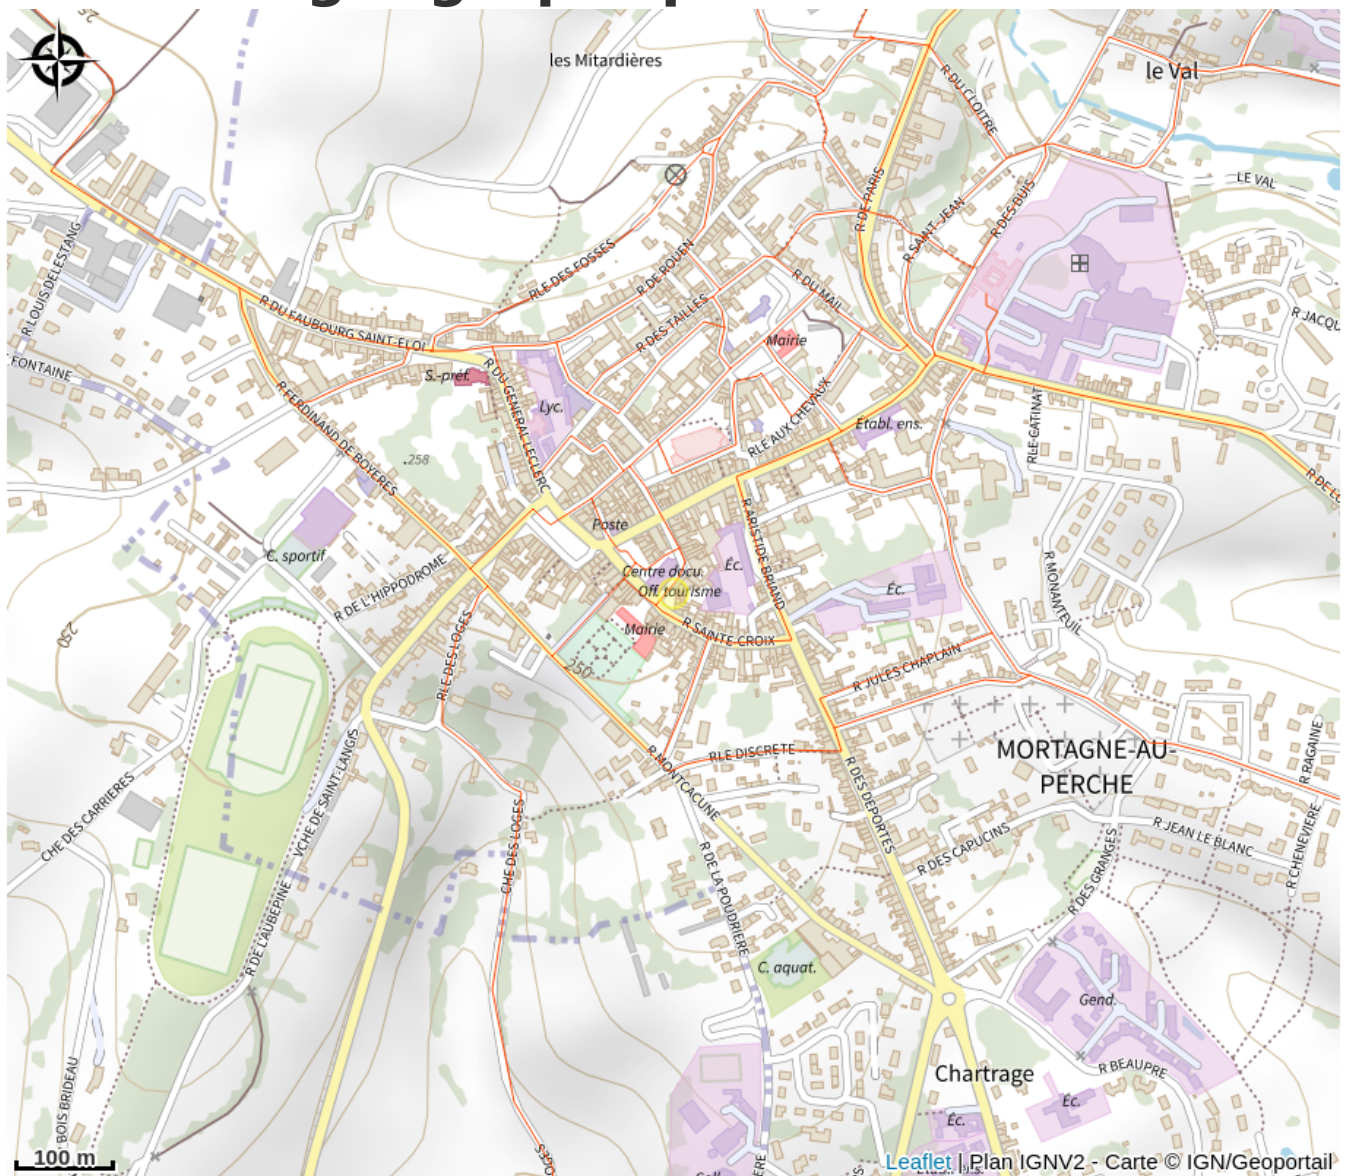 les Mitardières
le Val
R DU CLOITRE
LE VAL
R DE PARIS
R SAINT-JEAN
R DES BUIS
R LOUIS DELESTANG
RLE DES FOSSES
R DE ROUEN
R DU MAIL
R DU FAUBOURG SAINT-ELOI
R DES TAILLES
Mairie
R JACQU
FONTAINE
S.-préf.
R DU GENERAL LECLERC
Lyc.
R FERDINAND DE BOYERES
RLE AUX CHEVAUX
Établ. ens.
RLE CATINAT
.258
R DE LO
Poste
R ARISTIDE BRIAND
C. sportif
Centre docu.
Éc.
Off. tourisme
Éc.
R DE L'HIPPODROME
R MONANTEUIL
250
Mairie
R SAINTE CROIX
RLE DES LOGES
250
R JULES CHAPLAIN
VCHE DE SAINT-LANGIS
R MONTCACUNE
RLE DISCRETE
MORTAGNE-AU-
PERCHE
R RAGAINE
R DES DEPORTES
CHE DES CARRIERES
CHE DES LOGES
R DE LA POUDRIERE
R DES CAPUCINS
R JEAN LE BLANC
R CHENEVIERE
R DES GRANGES
R DE L'AUBEPINE
C. aquat.
Gend.
Chartrage
R BEAUPRE
BOIS BRIDEAU
Éc.
Éc.
LOGES
100 m
Leaflet | Plan IGNV2 - Carte © IGN/Geoportail